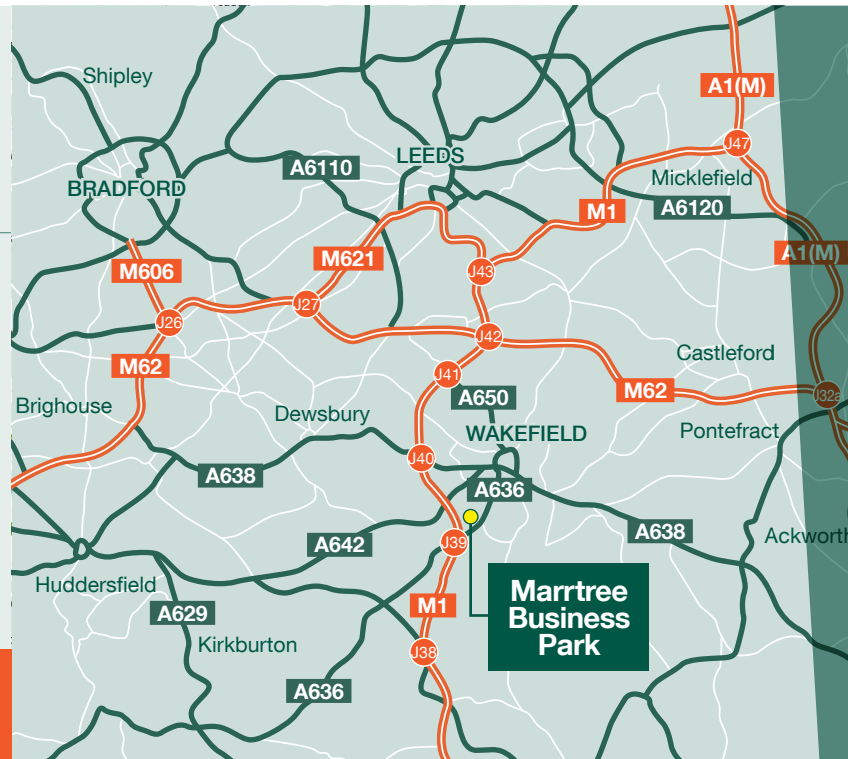 Shipley
A1(M)
LEEDS
J47
A6110
BRADFORD
Micklefield
M1
A6120
M621
A1(M)
M606
J43
J27
J26
J42
Castleford
M62
J41
M62
J32a
A650
Brighouse
Dewsbury
WAKEFIELD
Pontefract
J40
A638
A636
A638
Ackworth
A642
J39
Huddersfield
Marrtree
Business
Park
M1
A629
Kirkburton
J38
A636